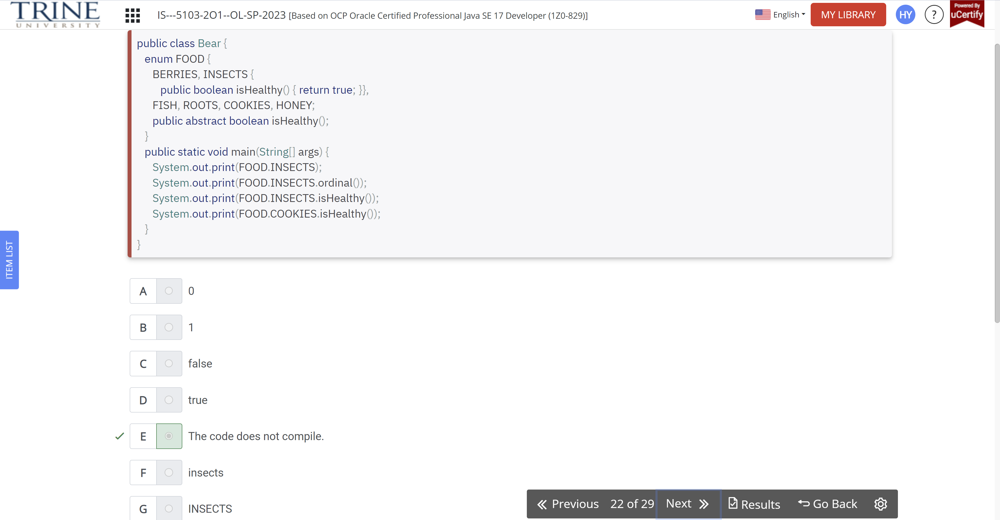 TRINE
UNIVERSITY
IS---5103-2O1--OL-SP-2023 [Based on OCP Oracle Certified Professional Java SE 17 Developer (1Z0-829)]
English
MY LIBRARY
HY
?
Powered By
uCertify
public class Bear {
enum FOOD {
BERRIES, INSECTS {
public boolean isHealthy() { return true; }},
FISH, ROOTS, COOKIES, HONEY;
public abstract boolean isHealthy();
}
public static void main(String[] args) {
System.out.print(FOOD.INSECTS);
System.out.print(FOOD.INSECTS.ordinal());
System.out.print(FOOD.INSECTS.isHealthy());
System.out.print(FOOD.COOKIES.isHealthy());
}
}
ITEM LIST
A 0
B 1
C false
D true
E The code does not compile.
F insects
G INSECTS
Previous 22 of 29 Next Results Go Back